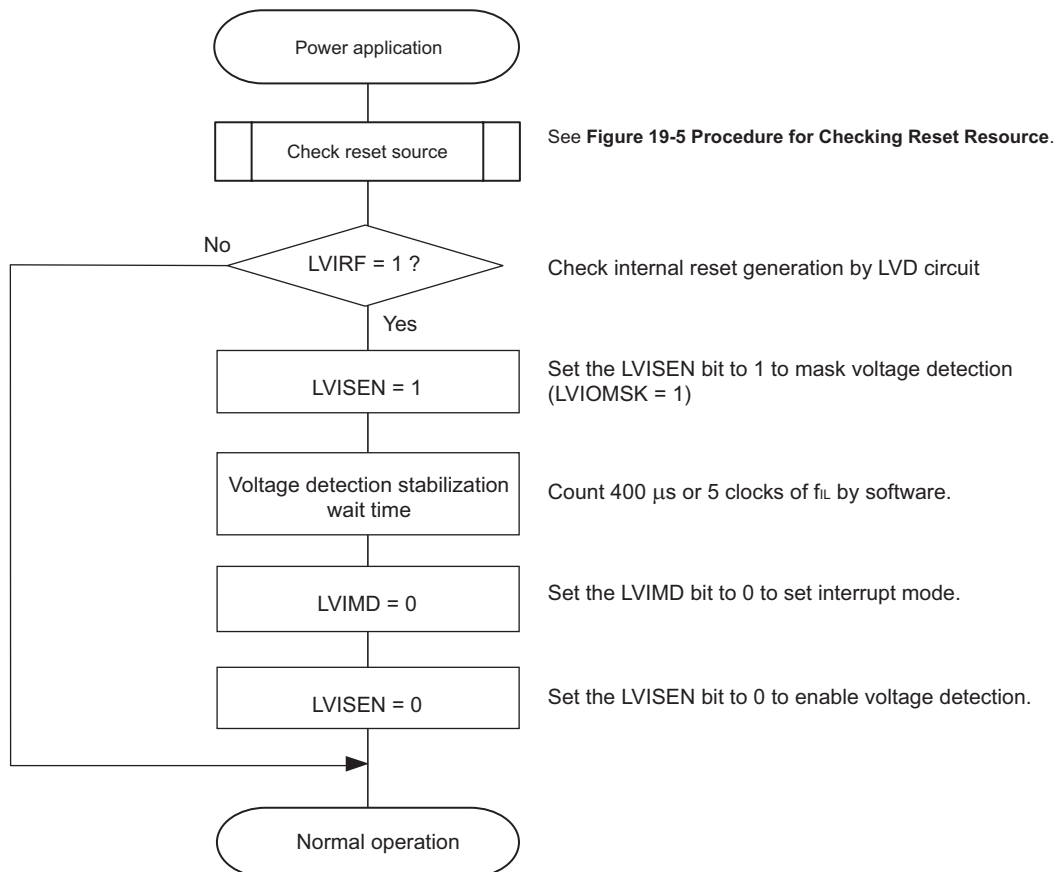 Power application
Check reset source
See Figure 19-5 Procedure for Checking Reset Resource.
No
LVIRF = 1 ?
Check internal reset generation by LVD circuit
Yes
LVISEN = 1
Set the LVISEN bit to 1 to mask voltage detection
(LVIOMSK = 1)
Voltage detection stabilization
wait time
Count 400 μs or 5 clocks of fIL by software.
LVIMD = 0
Set the LVIMD bit to 0 to set interrupt mode.
LVISEN = 0
Set the LVISEN bit to 0 to enable voltage detection.
Normal operation